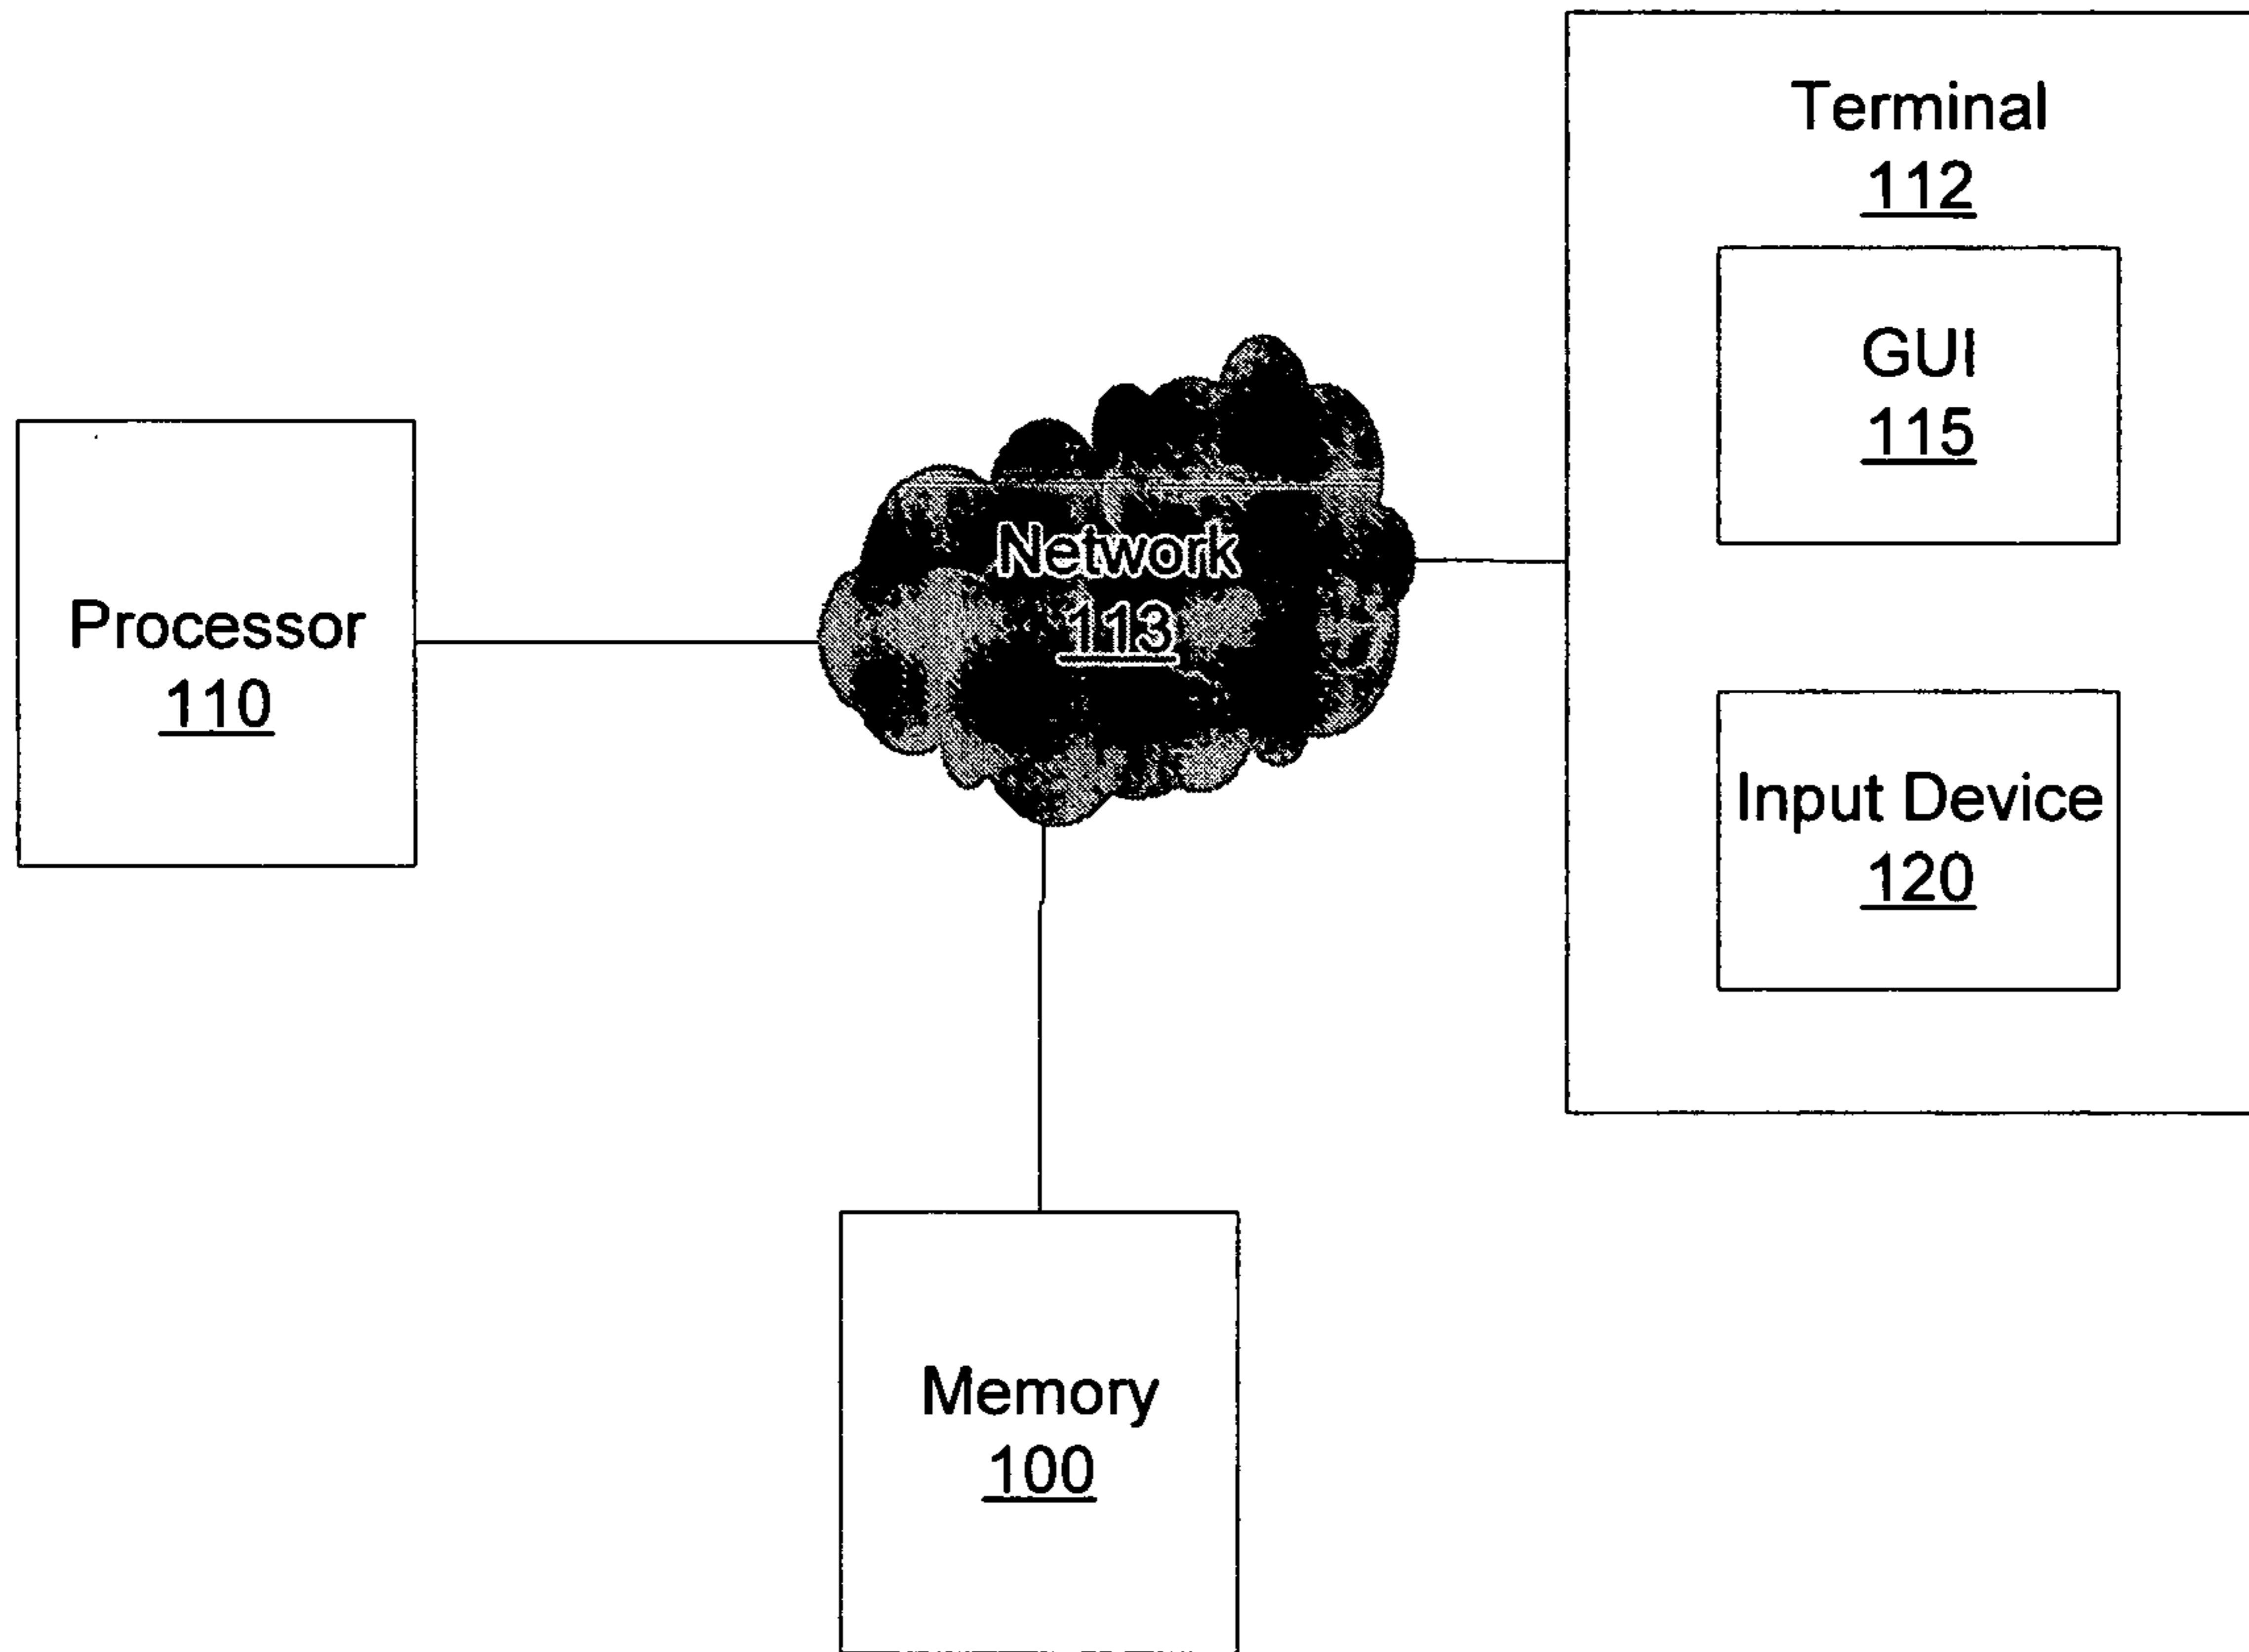 Terminal
112
GUI
115
Network
113
Processor
110
Input Device
120
Memory
100